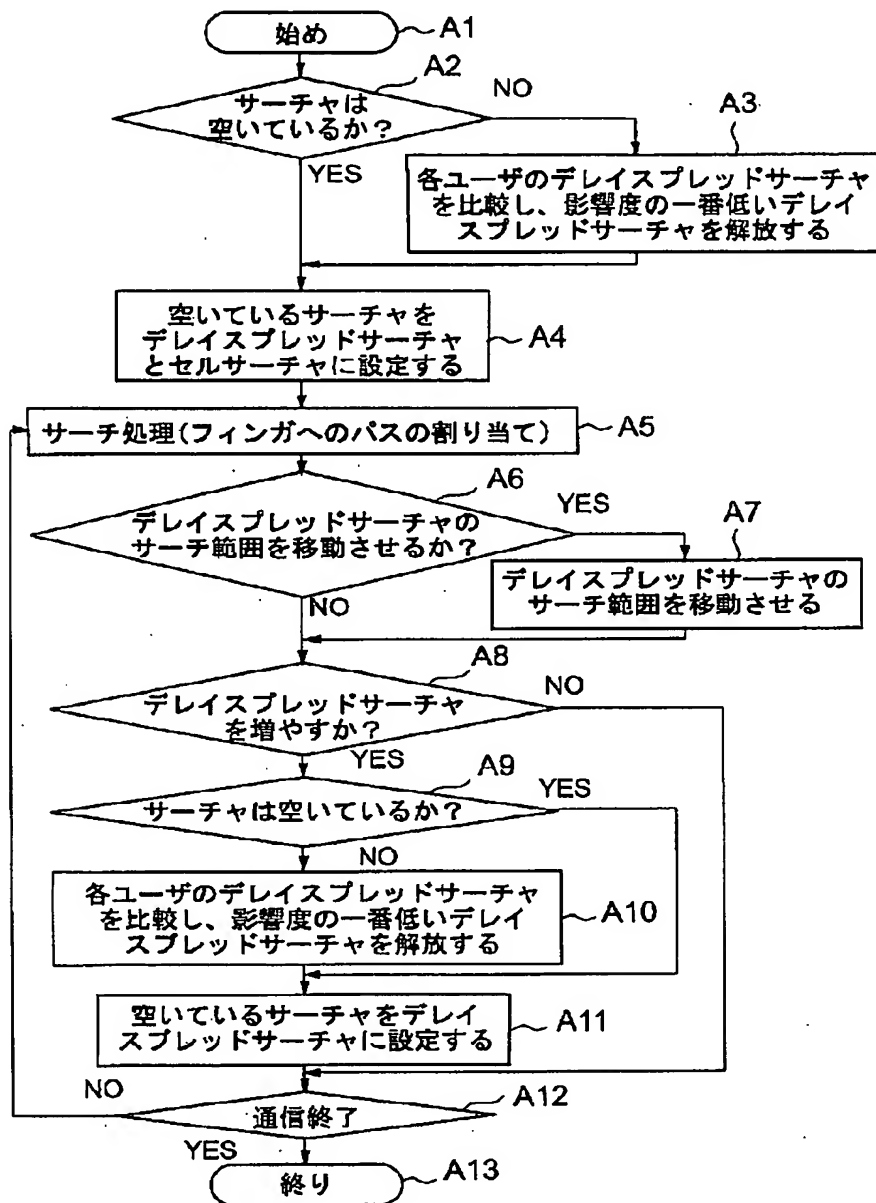 始め
A1
A2
サーチャは
空いているか?
NO
YES
A3
各ユーザのデレイスプレッドサーチャ
を比較し、影響度の一番低いデレイ
スプレッドサーチャを解放する
空いているサーチャを
デレイスプレッドサーチャ
とセルサーチャに設定する
A4
サーチ処理(フィンガへのパスの割り当て)
A5
A6
デレイスプレッドサーチャの
サーチ範囲を移動させるか?
YES
NO
A7
デレイスプレッドサーチャの
サーチ範囲を移動させる
A8
デレイスプレッドサーチャ
を増やすか?
NO
YES
A9
サーチャは空いているか?
YES
NO
各ユーザのデレイスプレッドサーチャ
を比較し、影響度の一番低いデレイ
スプレッドサーチャを解放する
A10
空いているサーチャをデレイ
スプレッドサーチャに設定する
A11
NO
通信終了
A12
YES
終り
A13